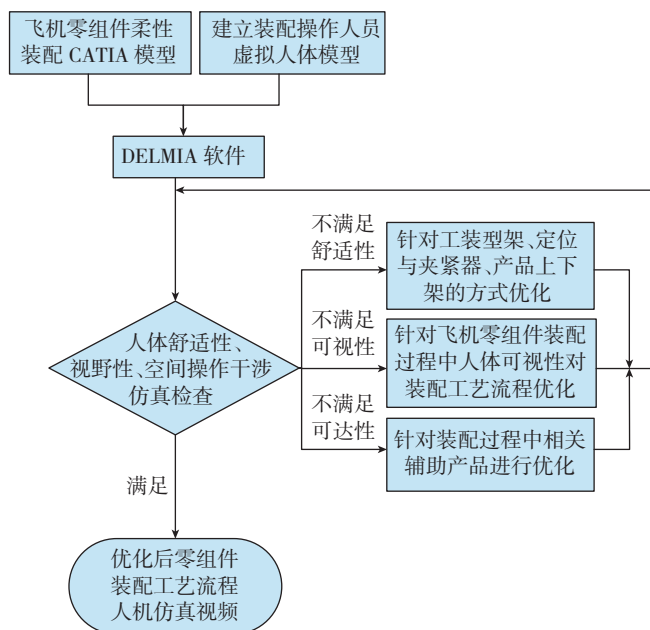 飞机零组件柔性
装配 CATIA 模型
建立装配操作人员
虚拟人体模型
DELMIA 软件
不满足
舒适性
针对工装型架、定位
与夹紧器、产品上下
架的方式优化
人体舒适性、
视野性、空间操作干涉
仿真检查
不满足
可视性
针对飞机零组件装配
过程中人体可视性对
装配工艺流程优化
不满足
可达性
针对装配过程中相关
辅助产品进行优化
满足
优化后零组件
装配工艺流程
人机仿真视频